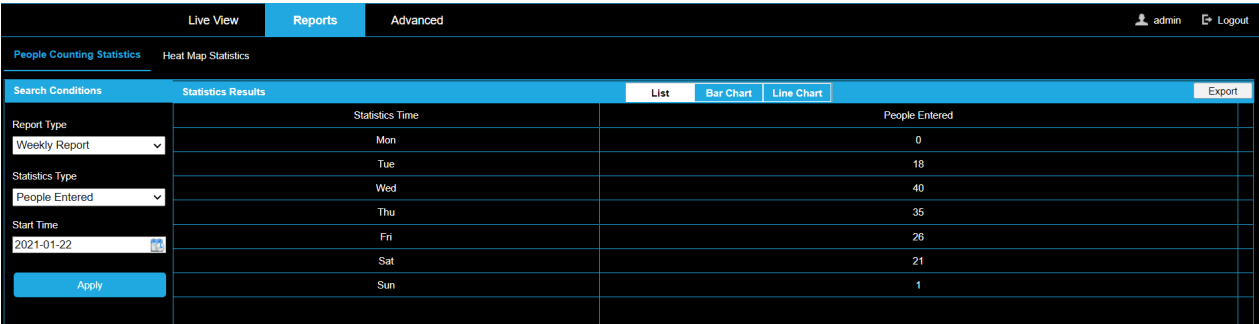 Live View Reports Advanced admin Logout
People Counting Statistics Heat Map Statistics
Search Conditions
Report Type
Weekly Report
Statistics Type
People Entered
Start Time
2021-01-22
Apply
Statistics Results List Bar Chart Line Chart Export
Statistics Time People Entered
Mon 0
Tue 18
Wed 40
Thu 35
Fri 26
Sat 21
Sun 1